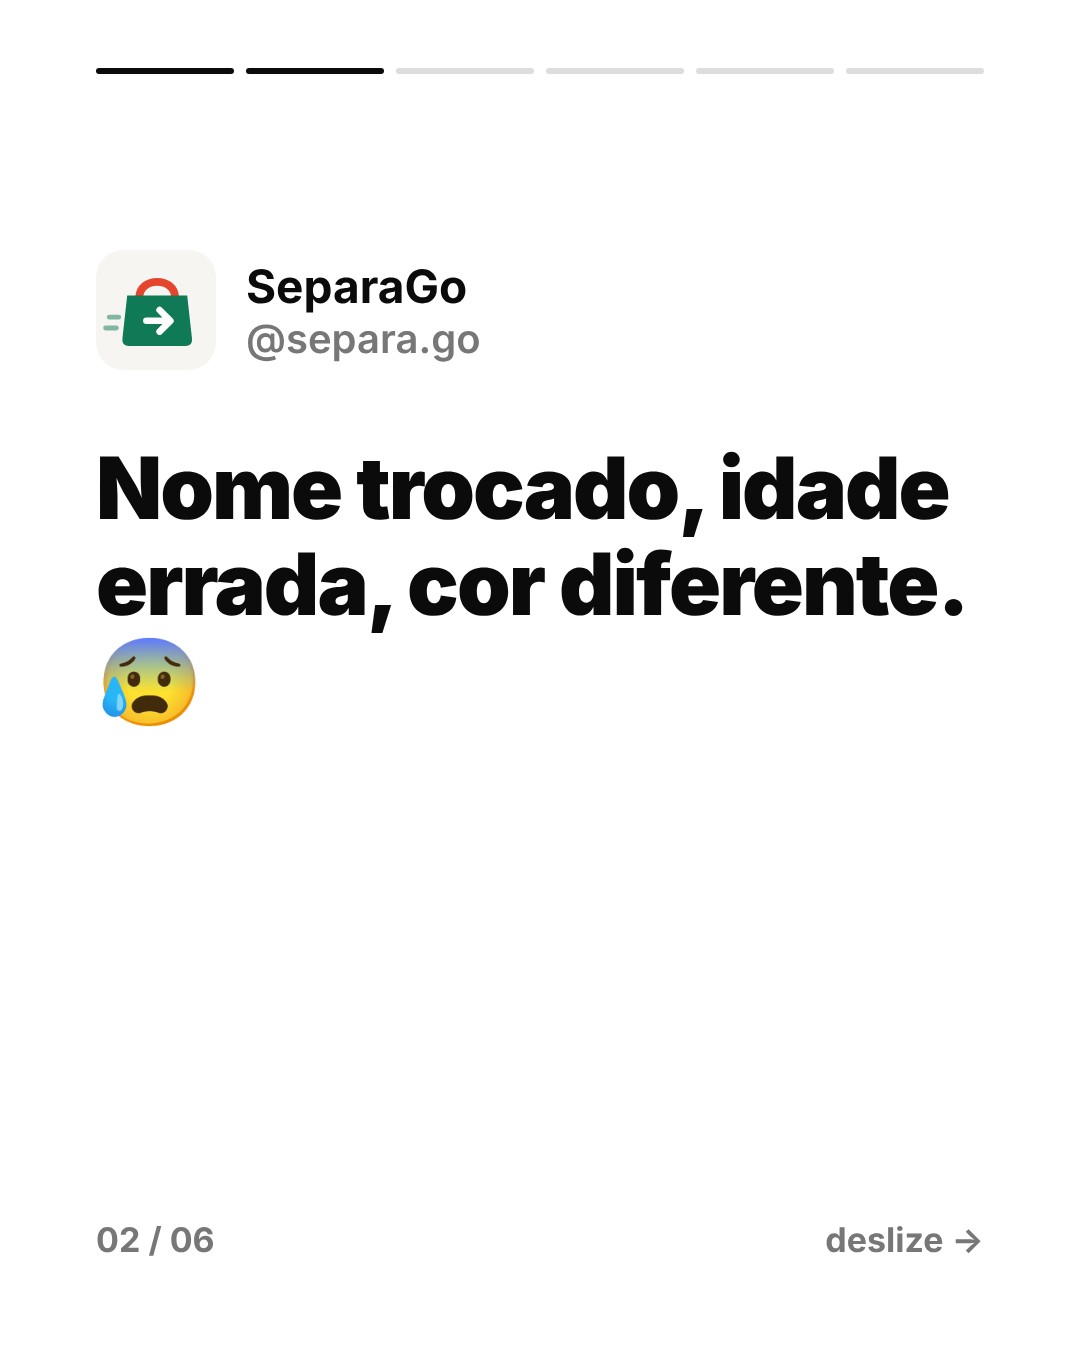 SeparaGo
@separa.go
Nome trocado, idade
errada, cor diferente.
😰
02 / 06
deslize →